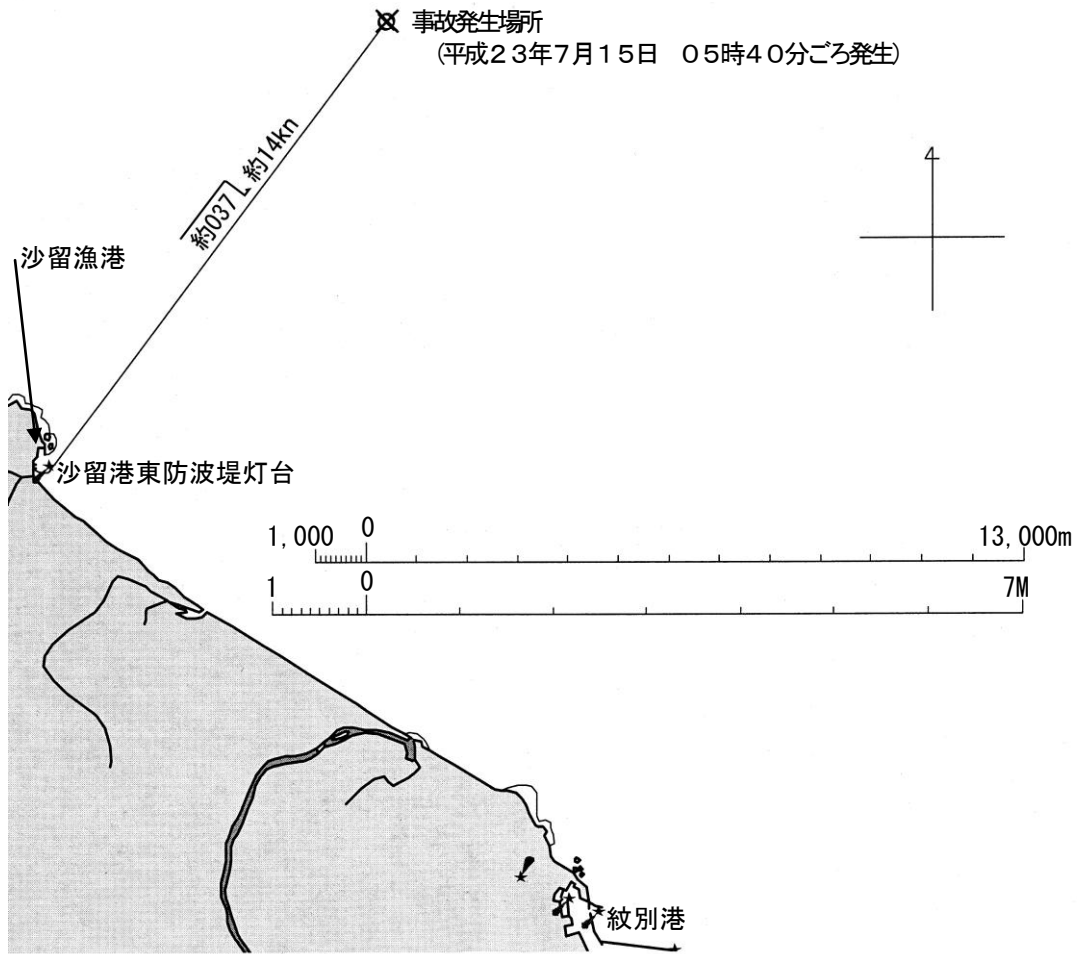 事故発生場所
(平成23年7月15日 05時40分ごろ発生)
約037 約14kn
沙留漁港
沙留港東防波堤灯台
1,000 0 13,000m
1 0 7M
紋別港